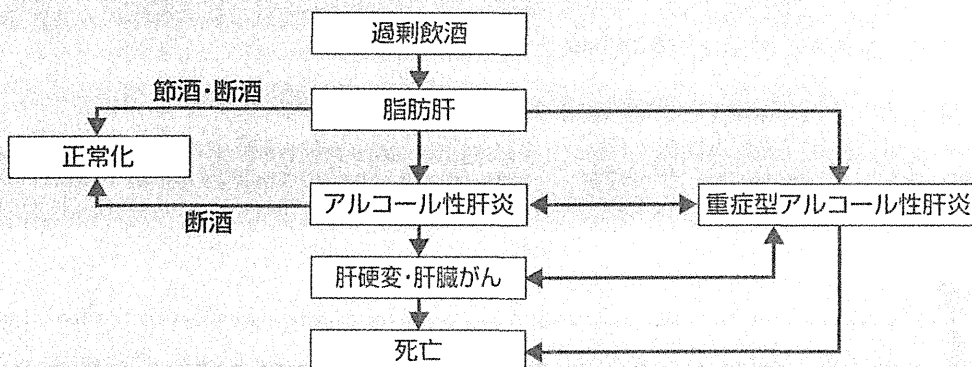 過剰飲酒
節酒・断酒
脂肪肝
正常化
アルコール性肝炎
重症型アルコール性肝炎
断酒
肝硬変・肝臓がん
死亡